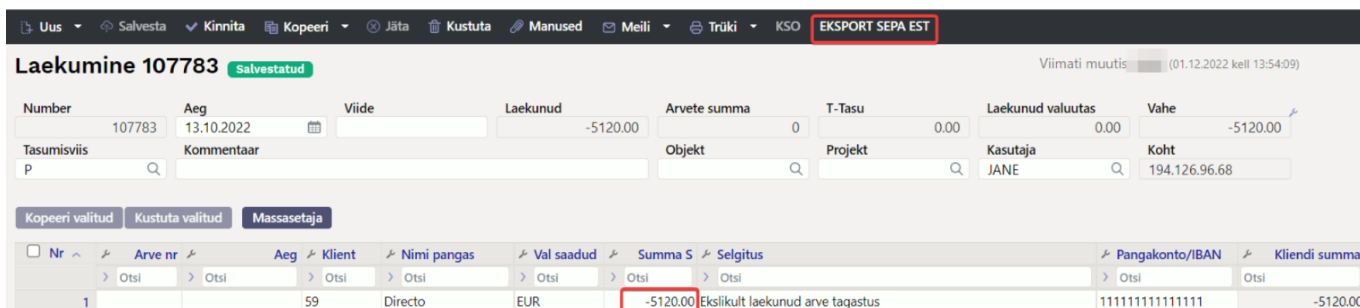 Uus Salvesta Kinnita Kopeeri Jäta Kustuta Manused Meili Trüki KSO EKSPORT SEPA EST
Laekumine 107783 Salvestatud
Viimati muutis (01.12.2022 kell 13:54:09)
Number Aeg Viide Laekunud Arvete summa T-Tasu Laekunud valuutas Vahe
107783 13.10.2022 -5120.00 0 0.00 0.00 -5120.00
Tasumisviis Kommentaar Objekt Projekt Kasutaja Koht
P JANE 194.126.96.68
Kopeeri valitud Kustuta valitud Massasetaja
Nr Arve nr Aeg Klient Nimi pangas Val saadud Summa S Selgitus Pangakonto/IBAN Kliendi summa
Otsi Otsi Otsi Otsi Otsi Otsi Otsi Otsi Otsi
1 59 Directo EUR -5120.00 Ekslikult laekunud arve tagastus 111111111111111 -5120.00